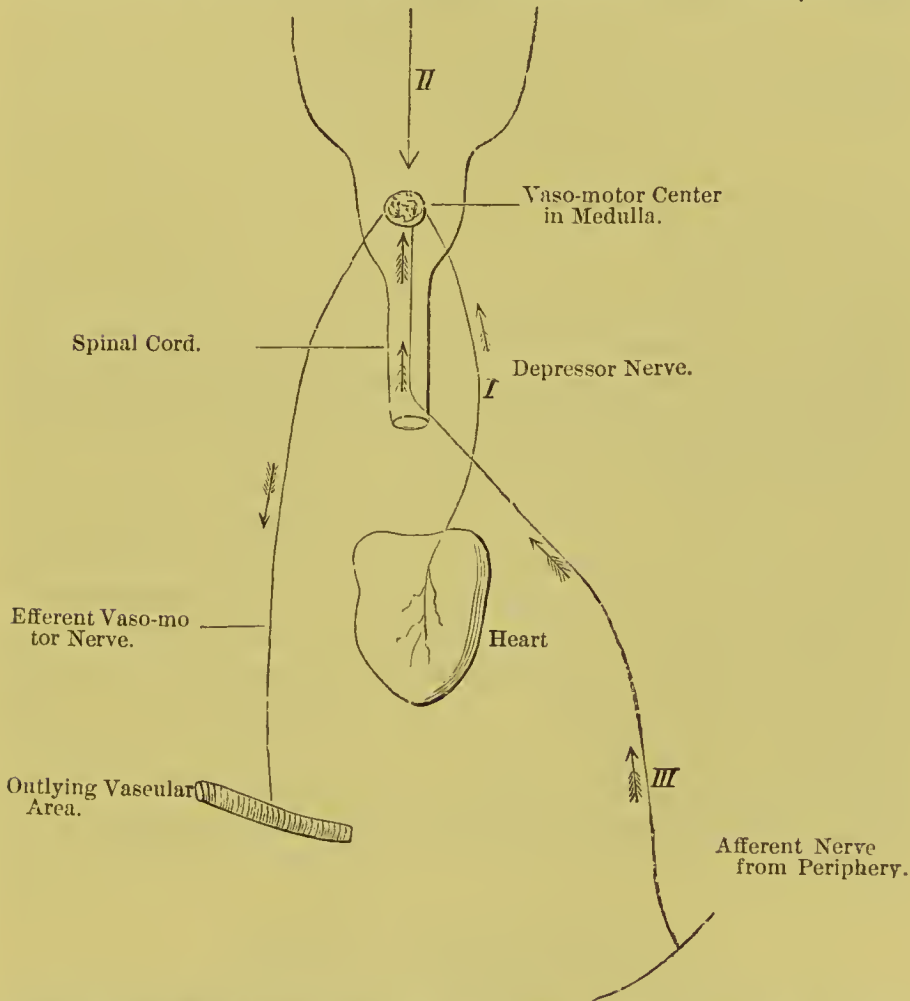 II
Vaso-motor Center
in Medulla.
Spinal Cord.
Depressor Nerve.
I
Efferent Vaso-mo
tor Nerve.
Heart
Outlying Vascular
Area.
III
Afferent Nerve
from Periphery.